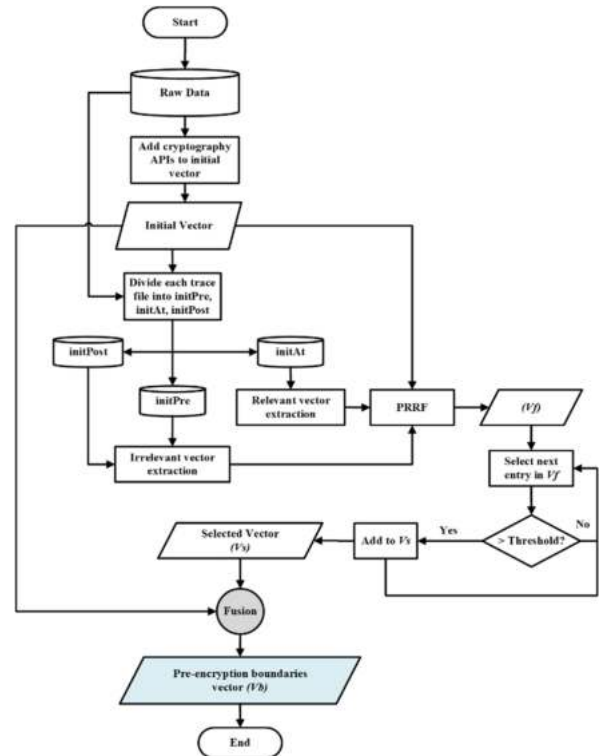 Start
Raw Data
Add cryptography
APIs to initial
vector
Initial Vector
Divide each trace
file into initPre,
initAt, initPost
initPost
initAt
initPre
Relevant vector
extraction
PRRF
(Vf)
Irrelevant vector
extraction
Select next
entry in Vf
> Threshold?
No
Yes
Add to Vs
Selected Vector
(Vs)
Fusion
Pre-encryption boundaries
vector (Vb)
End